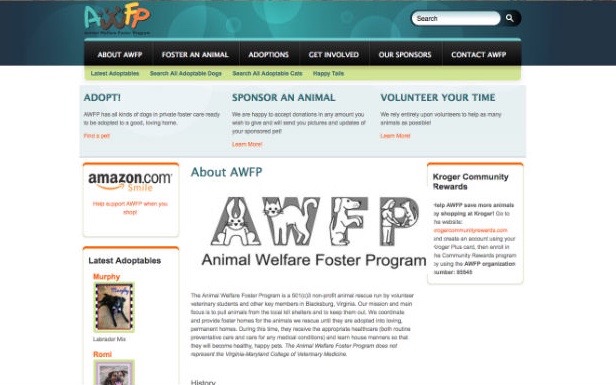 AWFP
Animal Welfare Foster Program
Search
ABOUT AWFP
FOSTER AN ANIMAL
ADOPTIONS
GET INVOLVED
OUR SPONSORS
CONTACT AWFP
Latest Adoptables
Search All Adoptable Dogs
Search All Adoptable Cats
Happy Tails
ADOPT!
AWFP has all kinds of dogs in private foster care ready
to be adopted to a good, loving home.
Find a pet!
SPONSOR AN ANIMAL
We are happy to accept donations in any amount you
wish to give and will send you pictures and updates of
your sponsored pet!
Learn More!
VOLUNTEER YOUR TIME
We rely entirely upon volunteers to help as many
animals as possible!
Learn More!
amazon.com
Smile
Help support AWFP when you
shop!
Latest Adoptables
Murphy
Murphy
Labrador Mix
Romi
About AWFP
AWFP
Animal Welfare Foster Program
The Animal Welfare Foster Program is a 501(c)3 non-profit animal rescue run by volunteer
veterinary students and other key members in Blacksburg, Virginia. Our mission and main
focus is to pull animals from the local kill shelters and to keep them out. We coordinate
and provide foster homes for the animals we rescue until they are adopted into loving,
permanent homes. During this time, they receive the appropriate healthcare (both routine
preventative care and care for any medical conditions) and learn house manners so that
they will become healthy, happy pets. The Animal Welfare Foster Program does not
represent the Virginia-Maryland College of Veterinary Medicine.
History
Kroger Community
Rewards
Help AWFP save more animals
by shopping at Kroger! Go to
the website:
krogercommunityrewards.com
and create an account using your
Kroger Plus card, then enroll in
the Community Rewards program
by using the AWFP organization
number: 85545